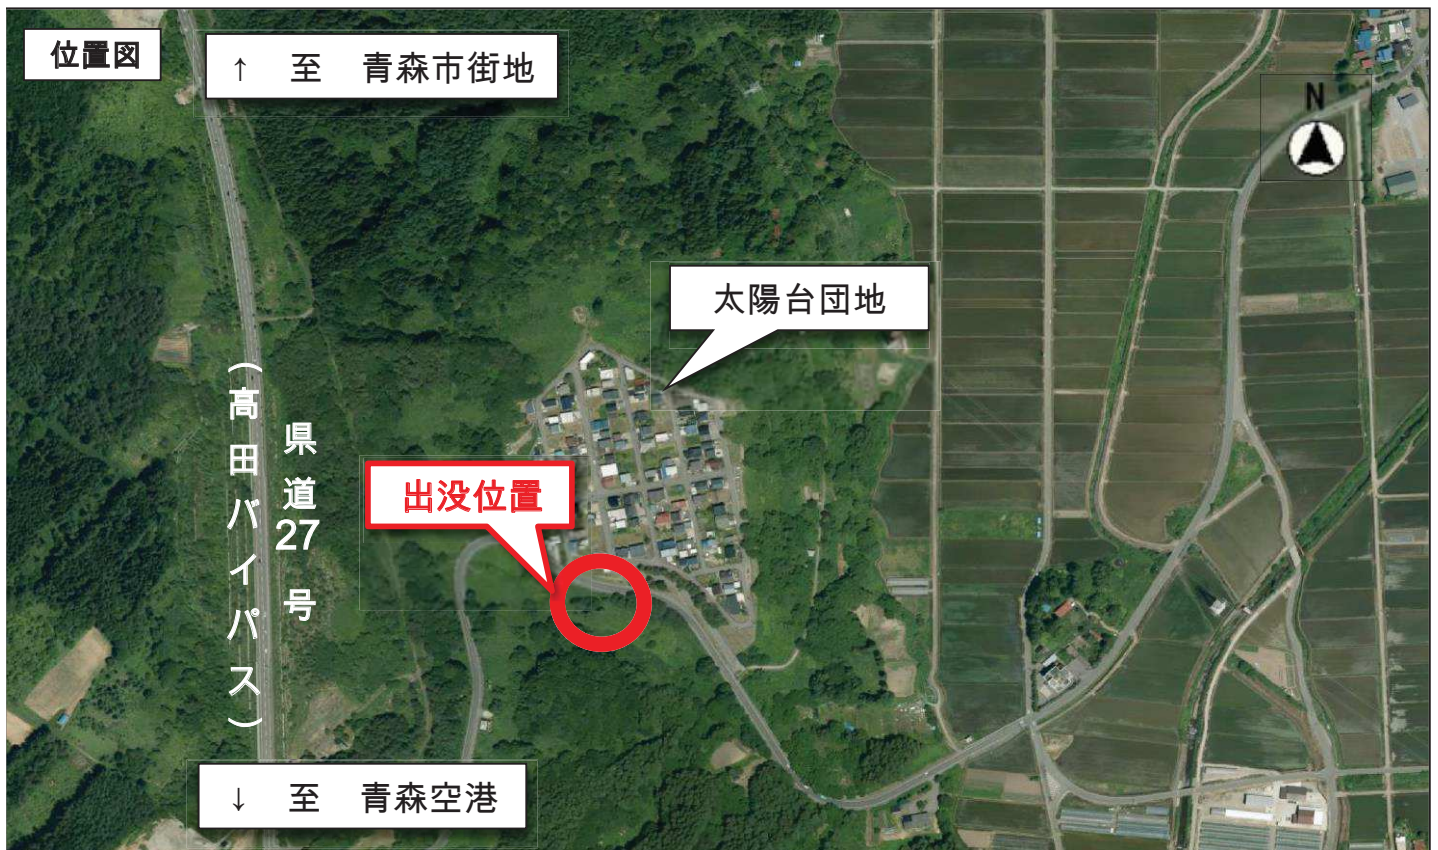 位置図
↑　至　青森市街地
N
太陽台団地
出没位置
県道27号
（高田バイパス）
↓　至　青森空港